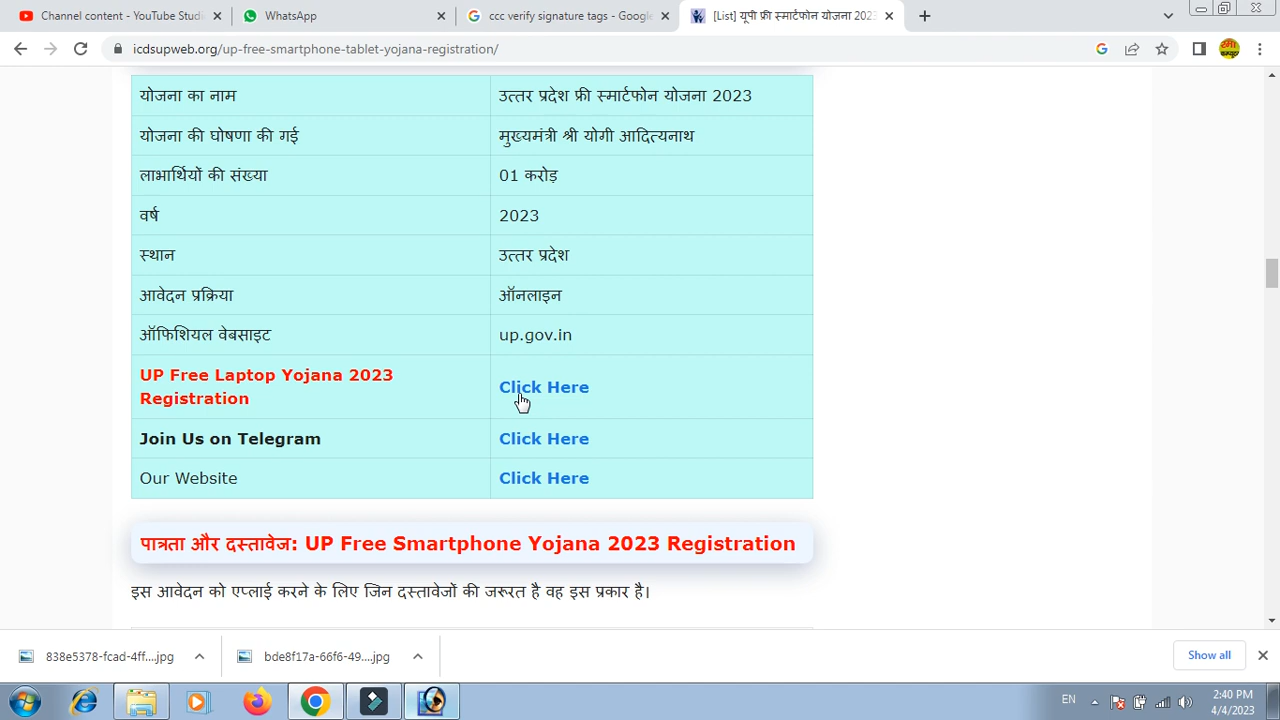 Channel content - YouTube Studi
WhatsApp
ccc verify signature tags - Google
[List] यूपी फ्री स्मार्टफोन योजना 2023
icdsupweb.org/up-free-smartphone-tablet-yojana-registration/
योजना का नाम उत्तर प्रदेश फ्री स्मार्टफोन योजना 2023
योजना की घोषणा की गई मुख्यमंत्री श्री योगी आदित्यनाथ
लाभार्थियों की संख्या 01 करोड़
वर्ष 2023
स्थान उत्तर प्रदेश
आवेदन प्रक्रिया ऑनलाइन
ऑफिशियल वेबसाइट up.gov.in
UP Free Laptop Yojana 2023
Registration
Click Here
Join Us on Telegram Click Here
Our Website Click Here
पात्रता और दस्तावेज: UP Free Smartphone Yojana 2023 Registration
इस आवेदन को एप्लाई करने के लिए जिन दस्तावेजों की जरूरत है वह इस प्रकार है।
838e5378-fcad-4ff....jpg
bde8f17a-66f6-49....jpg
Show all
EN
2:40 PM
4/4/2023